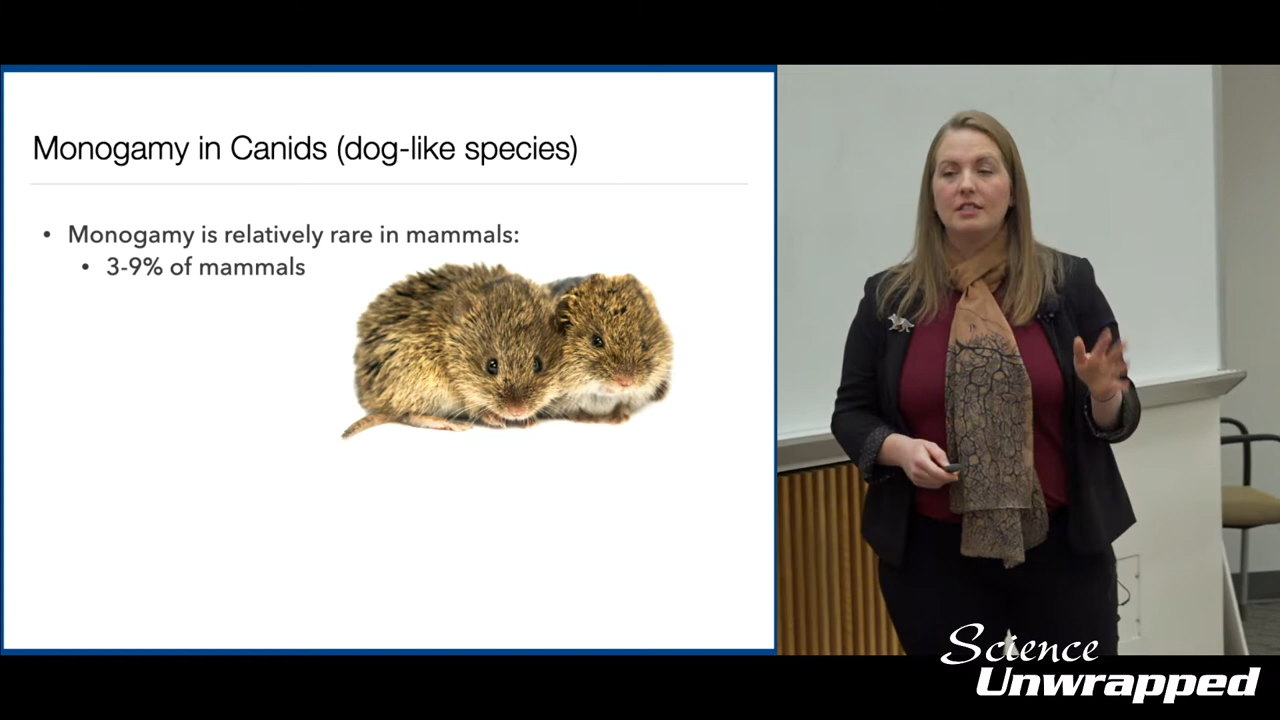 Monogamy in Canids (dog-like species)
• Monogamy is relatively rare in mammals:
• 3-9% of mammals
Science
Unwrapped